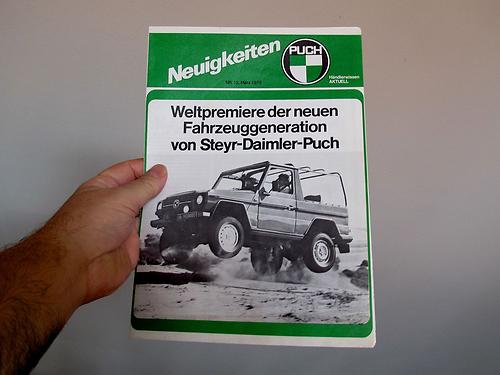 Neuigkeiten
PUCH
Händlerwissen
AKTUELL
Weltpremiere der neuen
Fahrzeuggeneration
von Steyr-Daimler-Puch